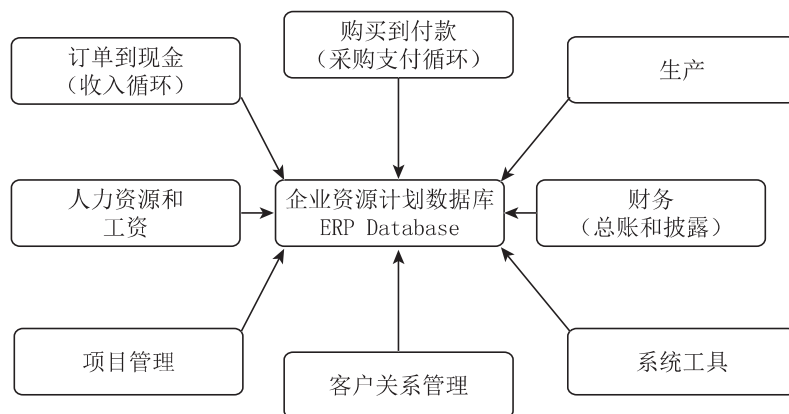 订单到现金
（收入循环）
购买到付款
（采购支付循环）
生产
人力资源和
工资
企业资源计划数据库
ERP Database
财务
（总账和披露）
项目管理
客户关系管理
系统工具